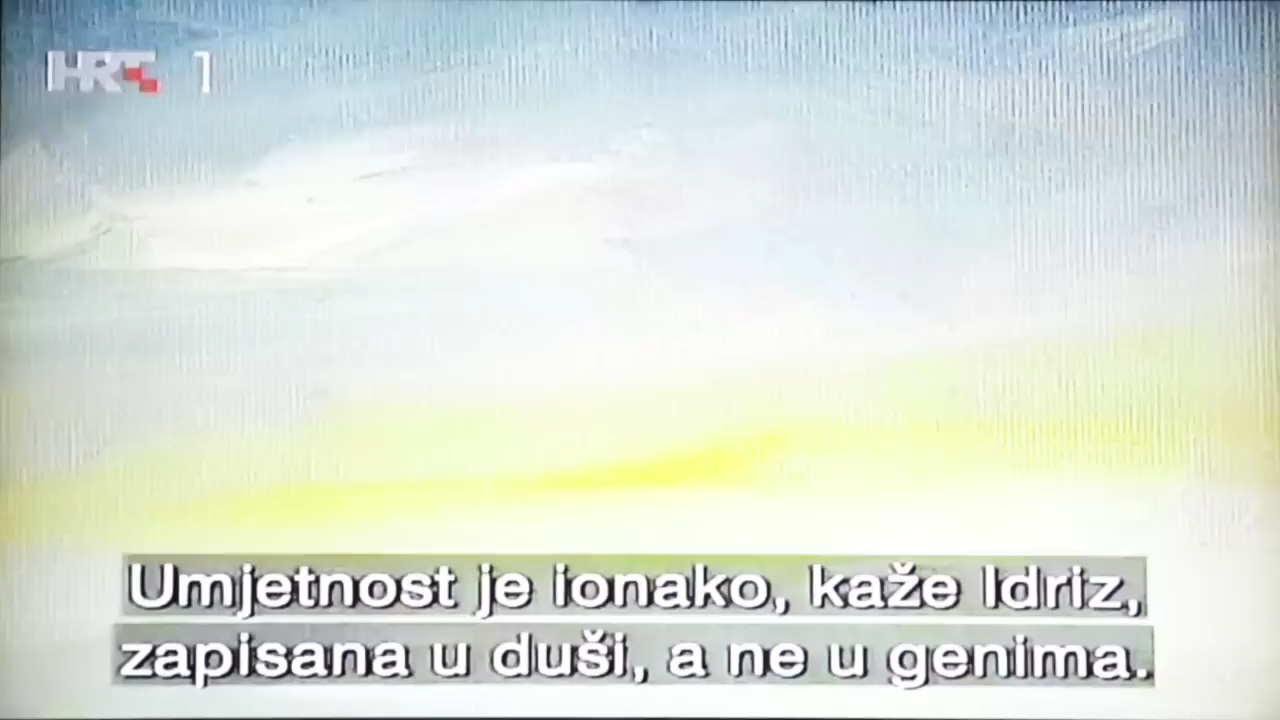 HRT 1
Umjetnost je ionako, kaže Idriz,
zapisana u duši, a ne u genima.